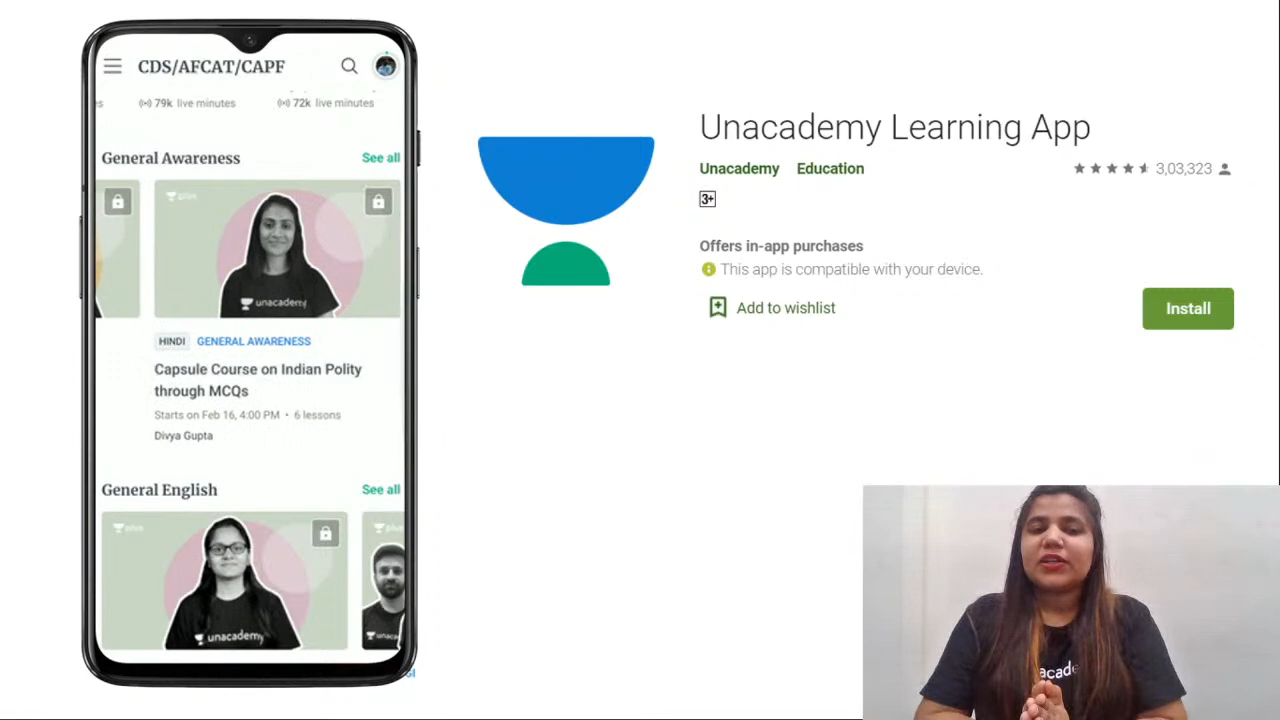 CDS/AFCAT/CAPF
79k live minutes
72k live minutes
General Awareness
See all
plus
unacademy
HINDI GENERAL AWARENESS
Capsule Course on Indian Polity
through MCQs
Starts on Feb 16, 4:00 PM • 6 lessons
Divya Gupta
General English
See all
plus
unacademy
Unacademy Learning App
Unacademy Education
3,03,323
3+
Offers in-app purchases
This app is compatible with your device.
Add to wishlist
Install